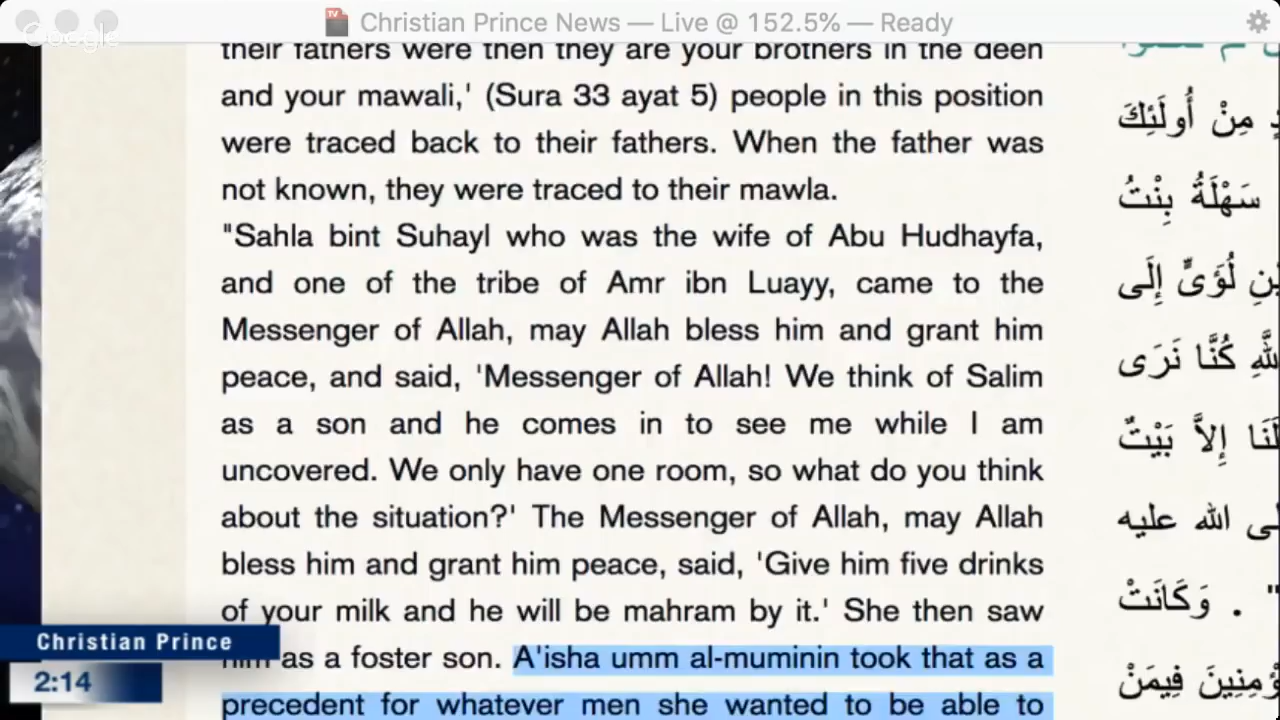 Christian Prince News — Live @ 152.5% — Ready
Google
their fathers were then they are your brothers in the deen
and your mawali,' (Sura 33 ayat 5) people in this position
were traced back to their fathers. When the father was
not known, they were traced to their mawla.
"Sahla bint Suhayl who was the wife of Abu Hudhayfa,
and one of the tribe of Amr ibn Luayy, came to the
Messenger of Allah, may Allah bless him and grant him
peace, and said, 'Messenger of Allah! We think of Salim
as a son and he comes in to see me while I am
uncovered. We only have one room, so what do you think
about the situation?' The Messenger of Allah, may Allah
bless him and grant him peace, said, 'Give him five drinks
of your milk and he will be mahram by it.' She then saw
him as a foster son. A'isha umm al-muminin took that as a
precedent for whatever men she wanted to be able to
مِنْ أُولَئِكَ
سَهْلَةُ بِنْتُ
لُؤَىٍّ إِلَى
كُنَّا نَرَى
إِلاَّ بَيْتٌ
الله عليه
" . وَكَانَتْ
فِيمَنْ
Christian Prince
2:14